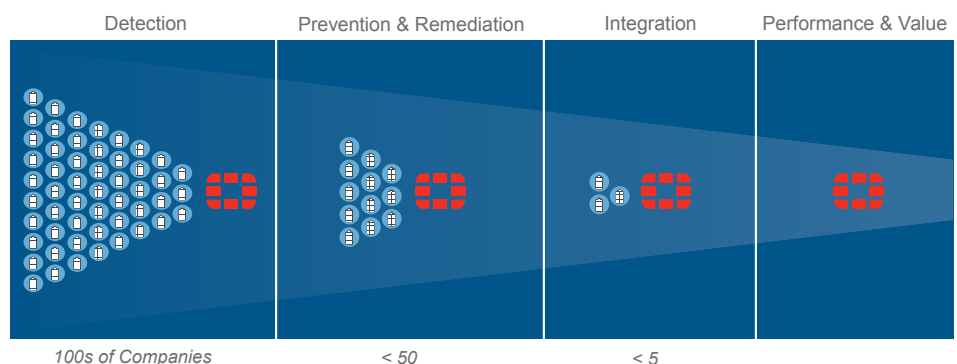 Detection
Prevention & Remediation
Integration
Performance & Value
100s of Companies
< 50
< 5